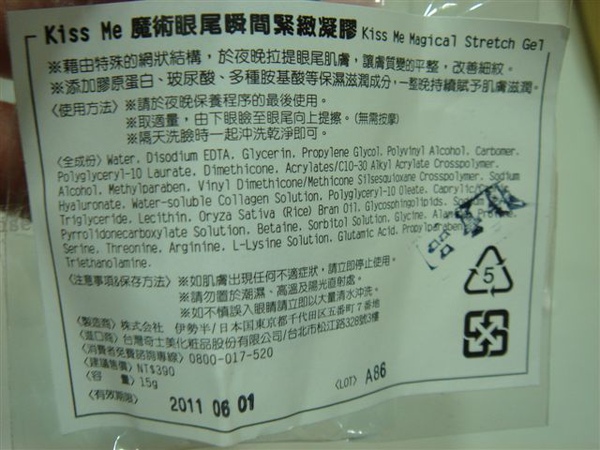 Kiss Me 魔術眼尾瞬間緊緻凝膠 Kiss Me Magical Stretch Gel
※藉由特殊的網狀結構，於夜晚拉提眼尾肌膚，讓膚質變的平整，改善細紋。
※添加膠原蛋白、玻尿酸、多種胺基酸等保濕滋潤成分，一整晚持續賦予肌膚滋潤。
〈使用方法〉※請於夜晚保養程序的最後使用。
※取適量，由下眼瞼至眼尾向上提擦。(無需按摩)
※隔天洗臉時一起沖洗乾淨即可。
〈全成份〉Water, Disodium EDTA, Glycerin, Propylene Glycol, Polyvinyl Alcohol, Carbomer,
Polyglyceryl-10 Laurate, Dimethicone, Acrylates/C10-30 Alkyl Acrylate Crosspolymer,
Alcohol, Methylparaben, Vinyl Dimethicone/Methicone Silsesquioxane Crosspolymer, Sodium
Hyaluronate, Water-soluble Collagen Solution, Polyglyceryl-10 Oleate, Caprylic/
Triglyceride, Lecithin, Oryza Sativa (Rice) Bran Oil, Glycosphingolipids, Sodium
Pyrrolidonecarboxylate Solution, Betaine, Sorbitol Solution, Glycine, Alanine, Proline,
Serine, Threonine, Arginine, L-Lysine Solution, Glutamic Acid, Propylparaben,
Triethanolamine.
〈注意事項&保存方法〉※如肌膚出現任何不適症狀，請立即停止使用。
※請勿置於潮濕、高溫及陽光直射處。
※如不慎誤入眼睛請立即以大量清水沖洗。
〈製造商〉株式会社 伊勢半/日本国東京都千代田区五番町７番地
〈進口商〉台灣奇士美化粧品股份有限公司/台北市松江路328號3樓
〈消費者免費諮詢專線〉0800-017-520
〈建議售價〉NT$390
〈容 量〉15g
〈LOT〉 A86
〈有效期限〉 2011 06 01
5